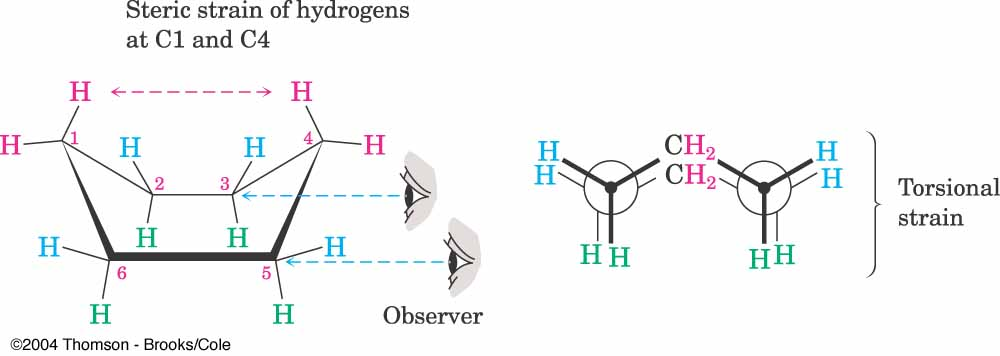 Steric strain of hydrogens
at C1 and C4
H H
H 1 H H 4 H
2 3
H H
H H
6 5
H H
Observer
H CH2 H
H CH2 H
H H H H
Torsional
strain
©2004 Thomson - Brooks/Cole